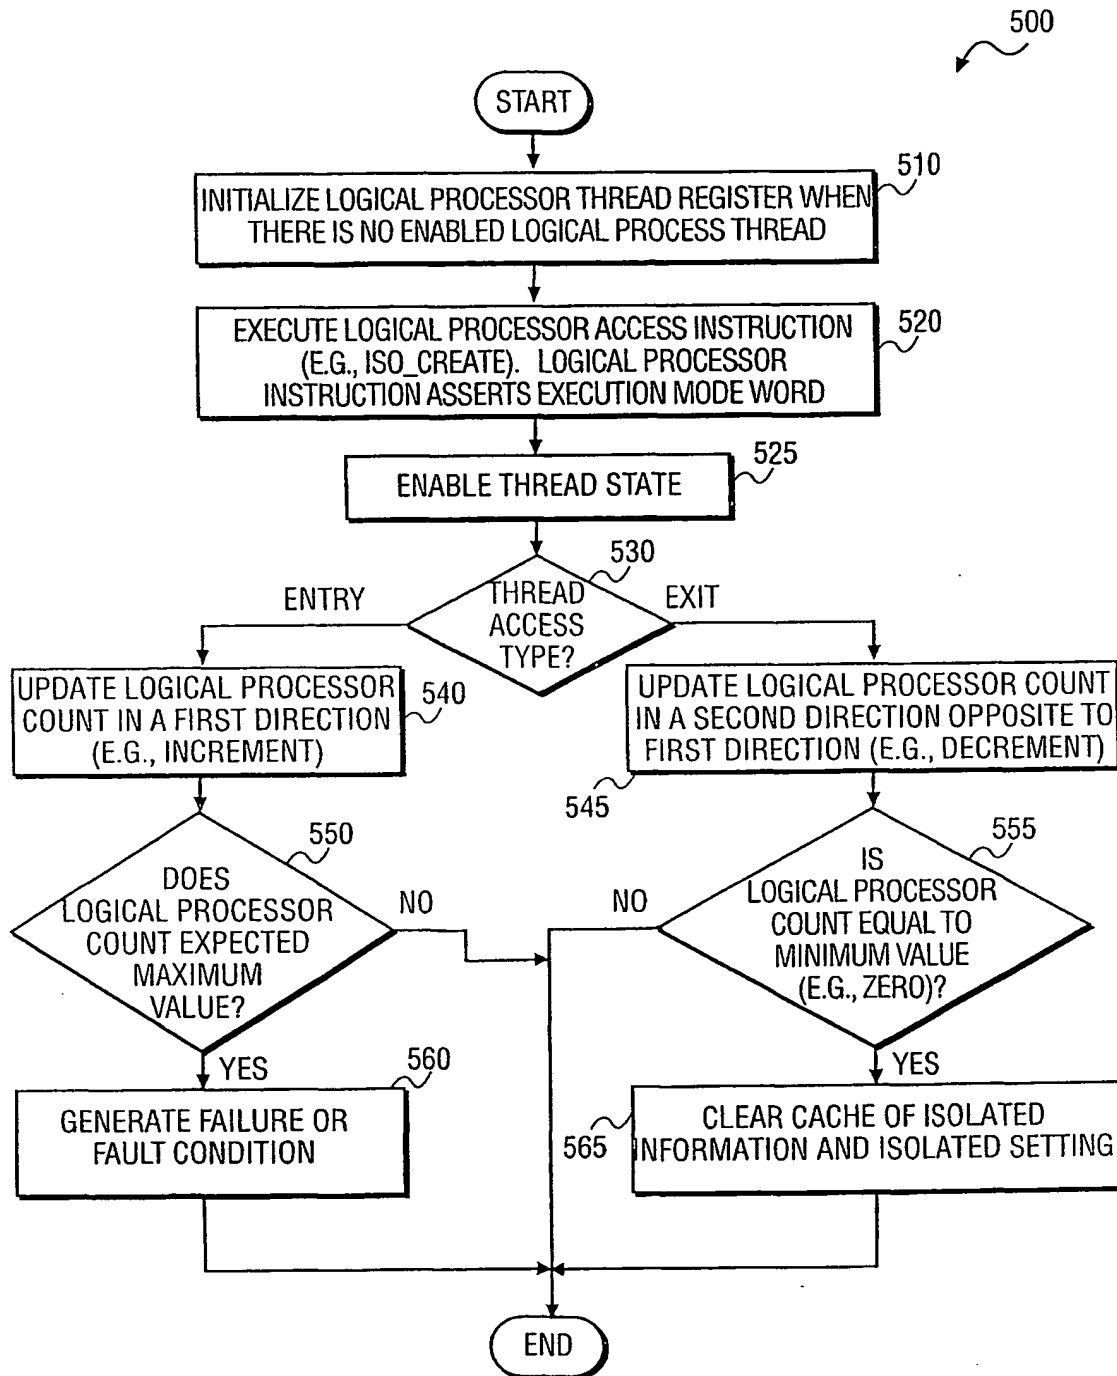 500
START
510
INITIALIZE LOGICAL PROCESSOR THREAD REGISTER WHEN
THERE IS NO ENABLED LOGICAL PROCESS THREAD
520
EXECUTE LOGICAL PROCESSOR ACCESS INSTRUCTION
(E.G., ISO_CREATE). LOGICAL PROCESSOR
INSTRUCTION ASSERTS EXECUTION MODE WORD
525
ENABLE THREAD STATE
530
THREAD
ACCESS
TYPE?
ENTRY
EXIT
UPDATE LOGICAL PROCESSOR
COUNT IN A FIRST DIRECTION
(E.G., INCREMENT)
540
UPDATE LOGICAL PROCESSOR COUNT
IN A SECOND DIRECTION OPPOSITE TO
FIRST DIRECTION (E.G., DECREMENT)
545
550
DOES
LOGICAL PROCESSOR
COUNT EXPECTED
MAXIMUM
VALUE?
NO
YES
555
IS
LOGICAL PROCESSOR
COUNT EQUAL TO
MINIMUM VALUE
(E.G., ZERO)?
NO
YES
560
GENERATE FAILURE OR
FAULT CONDITION
565
CLEAR CACHE OF ISOLATED
INFORMATION AND ISOLATED SETTING
END